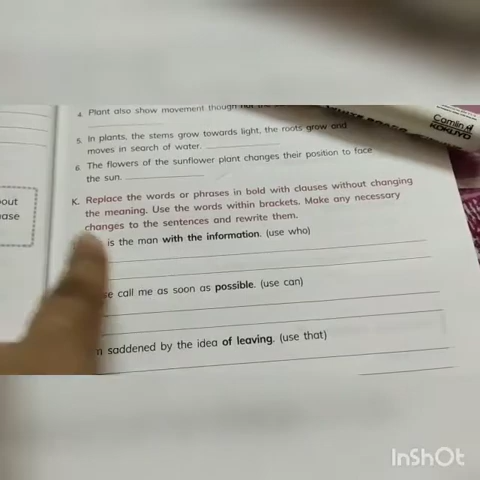 4. Plant also show movement though not the
Camlin
KOKUYO
5. In plants, the stems grow towards light, the roots grow and
moves in search of water.
6. The flowers of the sunflower plant changes their position to face
the sun.
out
ase
K. Replace the words or phrases in bold with clauses without changing
the meaning. Use the words within brackets. Make any necessary
changes to the sentences and rewrite them.
is the man with the information. (use who)
se call me as soon as possible. (use can)
saddened by the idea of leaving. (use that)
InShOt